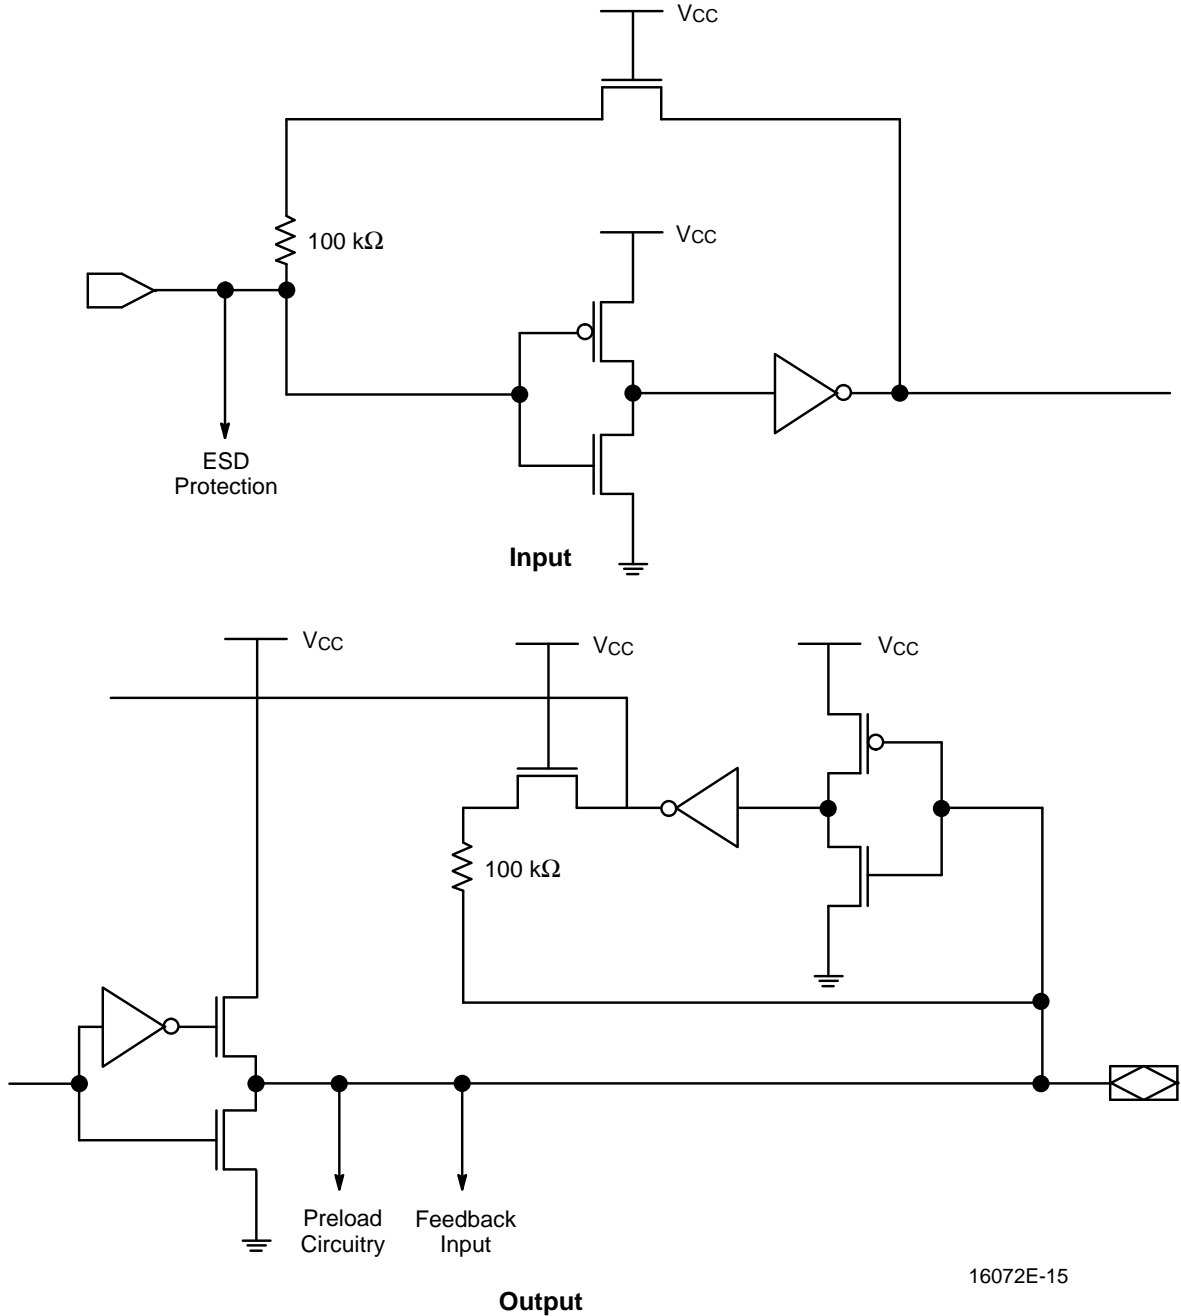 VCC
100 kΩ
VCC
ESD
Protection
Input
VCC
VCC
VCC
100 kΩ
Preload
Circuitry
Feedback
Input
16072E-15
Output